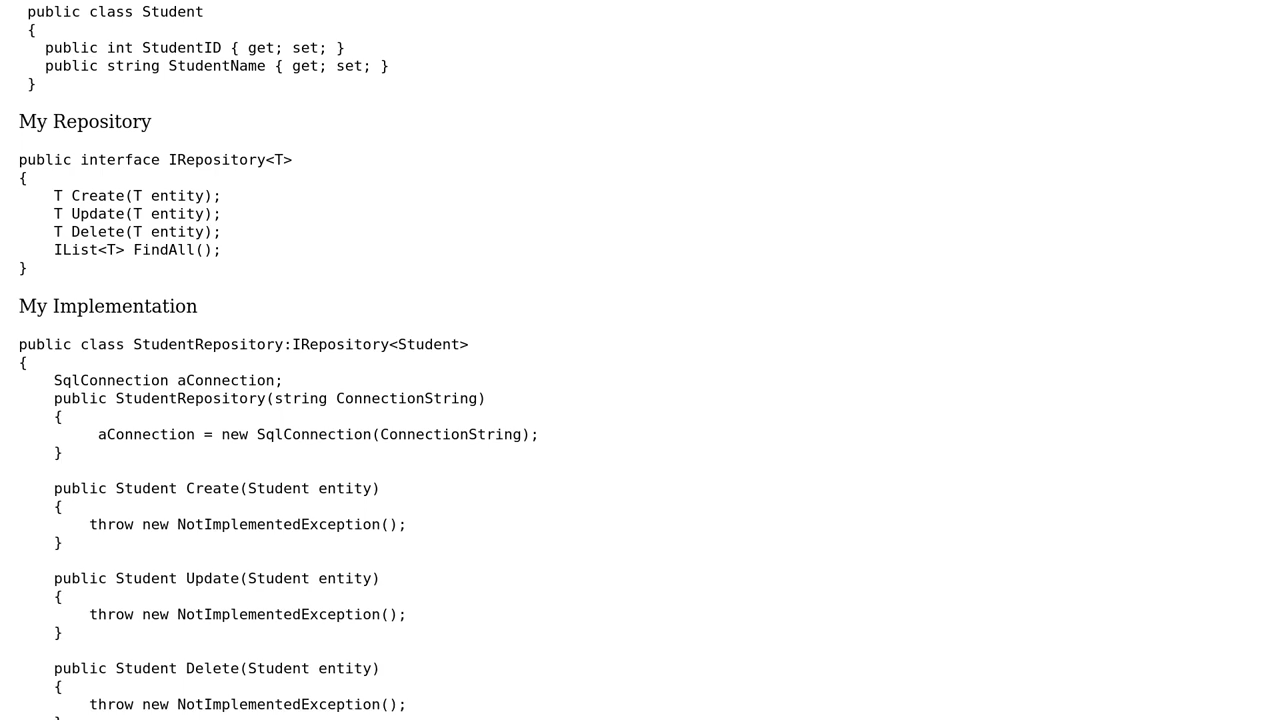 public class Student
{
public int StudentID { get; set; }
public string StudentName { get; set; }
}
My Repository
public interface IRepository<T>
{
T Create(T entity);
T Update(T entity);
T Delete(T entity);
IList<T> FindAll();
}
My Implementation
public class StudentRepository:IRepository<Student>
{
SqlConnection aConnection;
public StudentRepository(string ConnectionString)
{
aConnection = new SqlConnection(ConnectionString);
}
public Student Create(Student entity)
{
throw new NotImplementedException();
}
public Student Update(Student entity)
{
throw new NotImplementedException();
}
public Student Delete(Student entity)
{
throw new NotImplementedException();
}